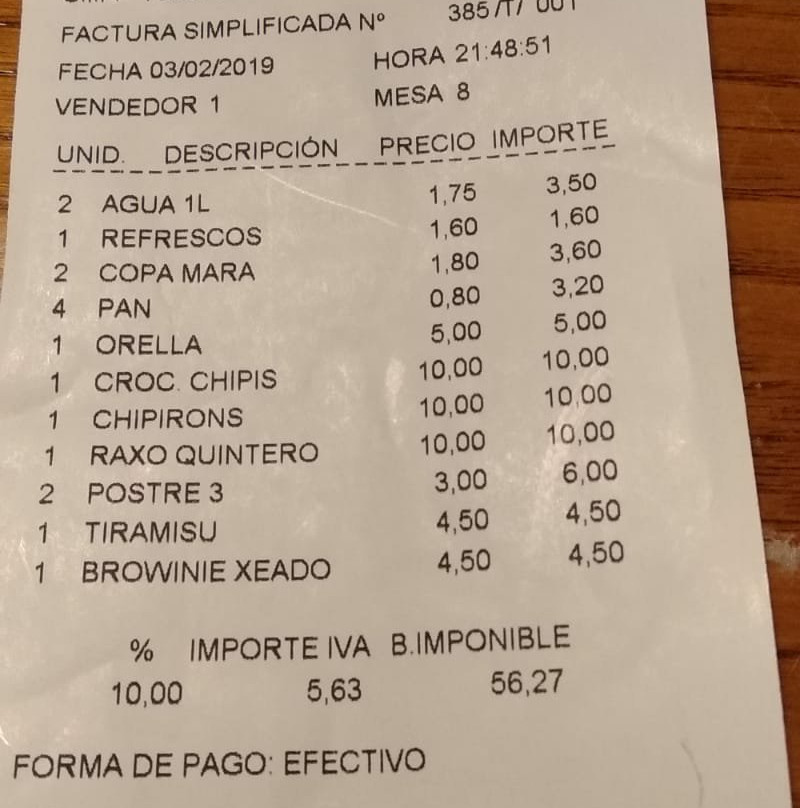 FACTURA SIMPLIFICADA Nº 385/T/ 001
FECHA 03/02/2019 HORA 21:48:51
VENDEDOR 1 MESA 8
UNID. DESCRIPCIÓN PRECIO IMPORTE
2 AGUA 1L 1,75 3,50
1 REFRESCOS 1,60 1,60
2 COPA MARA 1,80 3,60
4 PAN 0,80 3,20
1 ORELLA 5,00 5,00
1 CROC. CHIPIS 10,00 10,00
1 CHIPIRONS 10,00 10,00
1 RAXO QUINTERO 10,00 10,00
2 POSTRE 3 3,00 6,00
1 TIRAMISU 4,50 4,50
1 BROWINIE XEADO 4,50 4,50
% IMPORTE IVA B.IMPONIBLE
10,00 5,63 56,27
FORMA DE PAGO: EFECTIVO